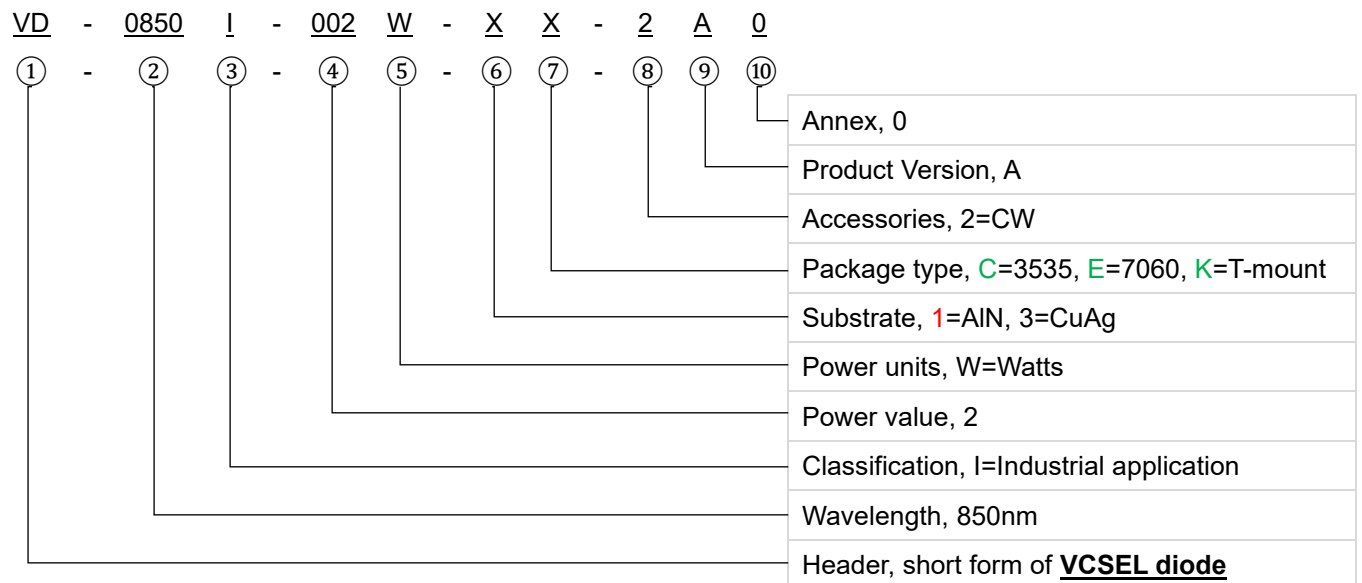 VD - 0850 I - 002 W - X X - 2 A 0
① - ② ③ - ④ ⑤ - ⑥ ⑦ - ⑧ ⑨ ⑩
Annex, 0
Product Version, A
Accessories, 2=CW
Package type, C=3535, E=7060, K=T-mount
Substrate, 1=AlN, 3=CuAg
Power units, W=Watts
Power value, 2
Classification, I=Industrial application
Wavelength, 850nm
Header, short form of VCSEL diode